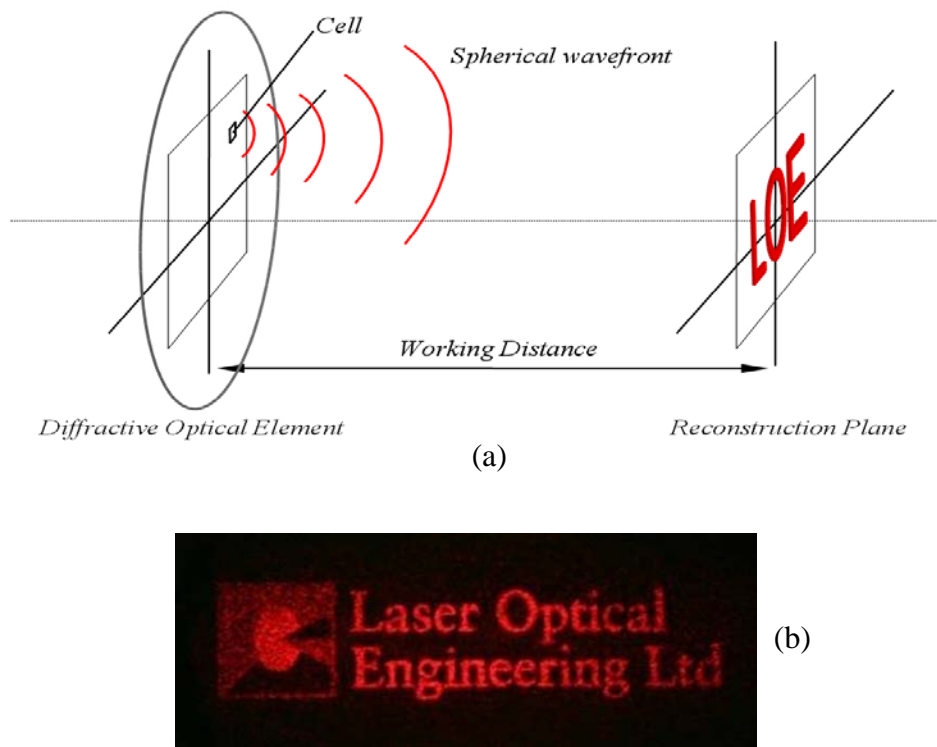 Cell
Spherical wavefront
LOE
Working Distance
Diffractive Optical Element
Reconstruction Plane
(a)
Laser Optical
Engineering Ltd
(b)